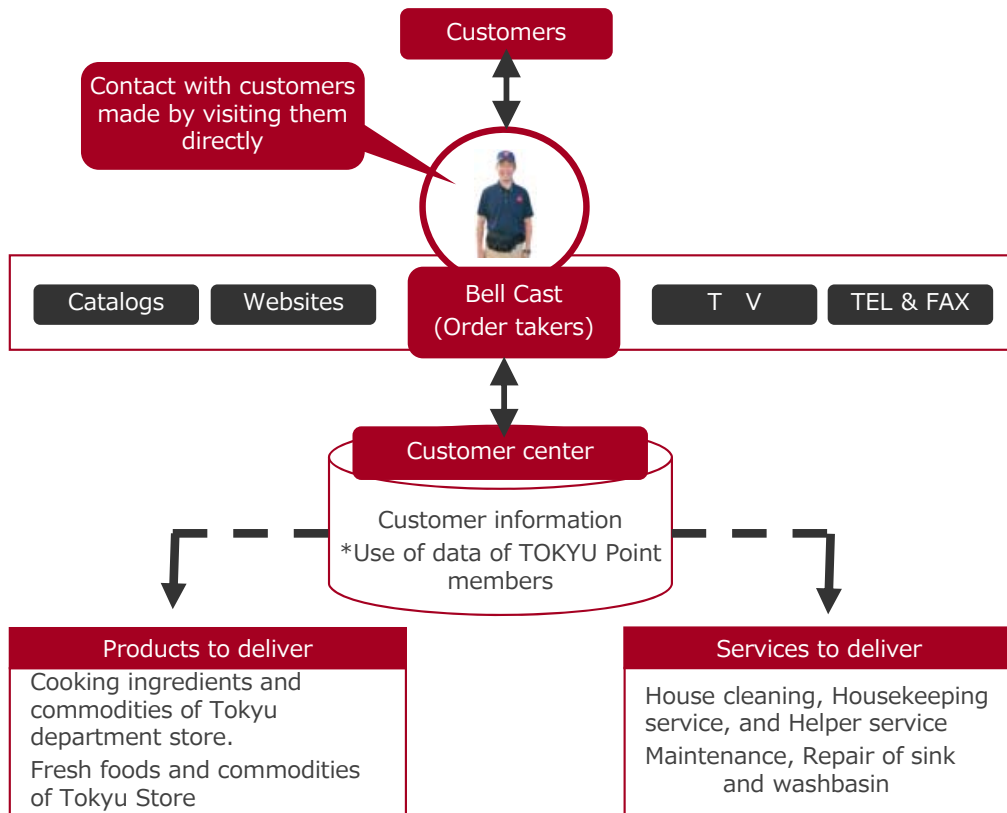 Customers
Contact with customers
made by visiting them
directly
Catalogs
Websites
Bell Cast
(Order takers)
T V
TEL & FAX
Customer center
Customer information
*Use of data of TOKYU Point
members
Products to deliver
Cooking ingredients and
commodities of Tokyu
department store.
Fresh foods and commodities
of Tokyu Store
Services to deliver
House cleaning, Housekeeping
service, and Helper service
Maintenance, Repair of sink
and washbasin